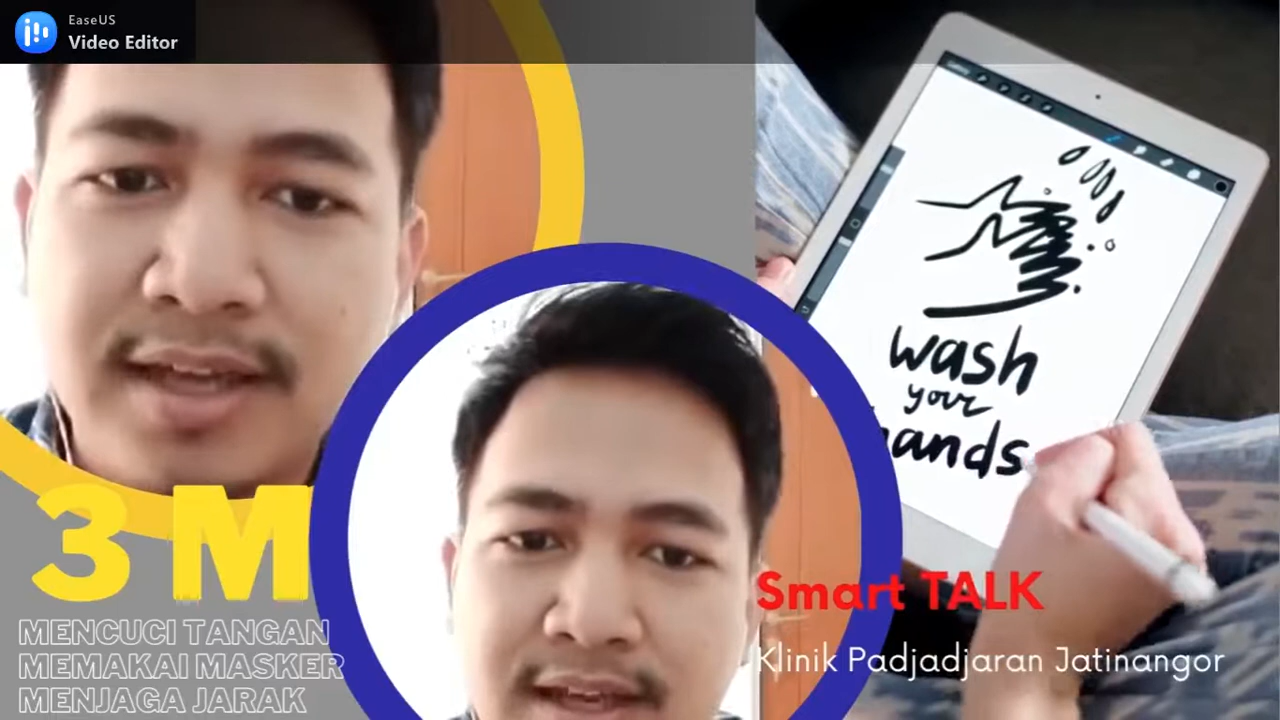 EaseUS
Video Editor
wash
your
hands
3 M
MENCUCI TANGAN
MEMAKAI MASKER
MENJAGA JARAK
Smart TALK
Klinik Padjadjaran Jatinangor